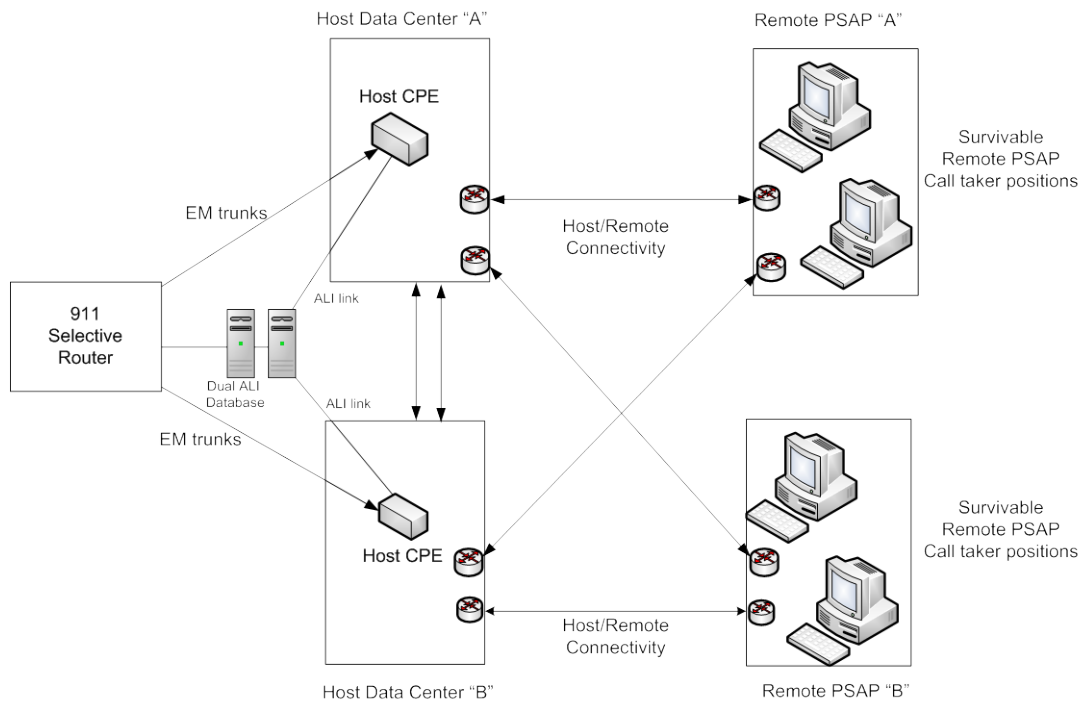 Host Data Center “A”
Remote PSAP “A”
Host CPE
Survivable
Remote PSAP
Call taker positions
EM trunks
Host/Remote
Connectivity
ALI link
911
Selective
Router
Dual ALI
Database
ALI link
EM trunks
Host CPE
Survivable
Remote PSAP
Call taker positions
Host/Remote
Connectivity
Host Data Center “B”
Remote PSAP “B”